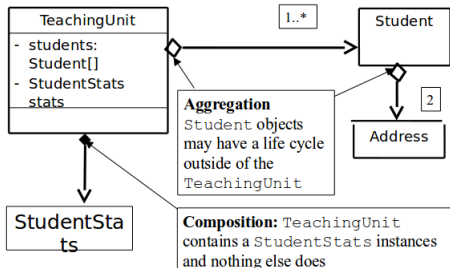 TeachingUnit
- students:
Student[]
- StudentStats
stats
1..*
Student
2
Address
Aggregation
Student objects
may have a life cycle
outside of the
TeachingUnit
StudentSta
ts
Composition: TeachingUnit
contains a StudentStats instances
and nothing else does